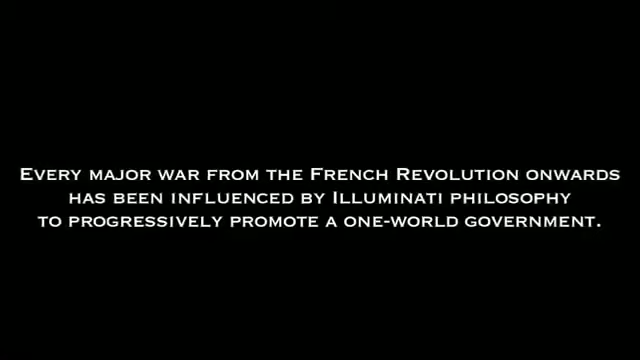 Every major war from the French Revolution onwards
has been influenced by Illuminati philosophy
to progressively promote a one-world government.